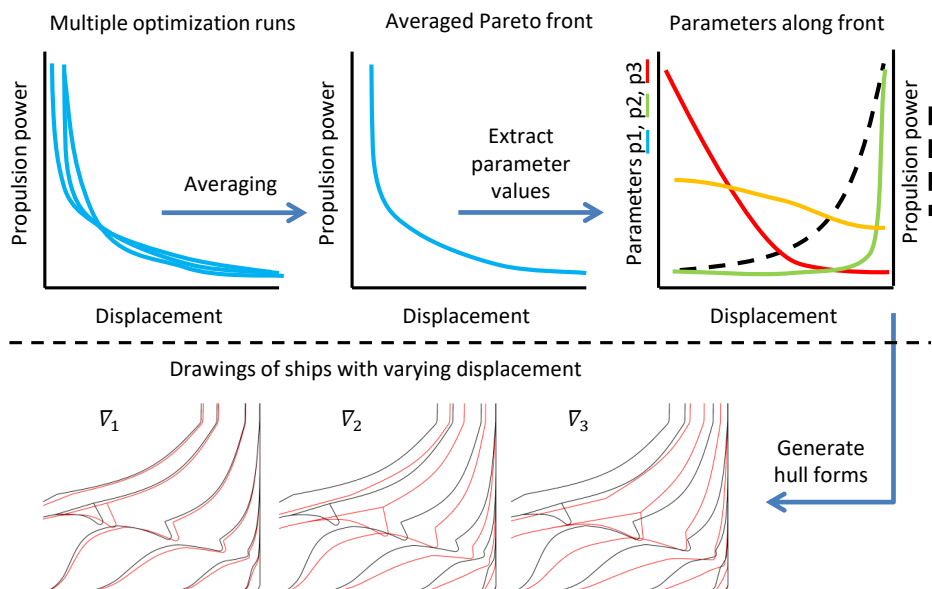 Multiple optimization runs
Averaged Pareto front
Parameters along front
Propulsion power
Averaging
Displacement
Propulsion power
Extract
parameter
values
Displacement
Parameters p1, p2, p3
Propulsion power
Displacement
Drawings of ships with varying displacement
∇1
∇2
∇3
Generate
hull forms